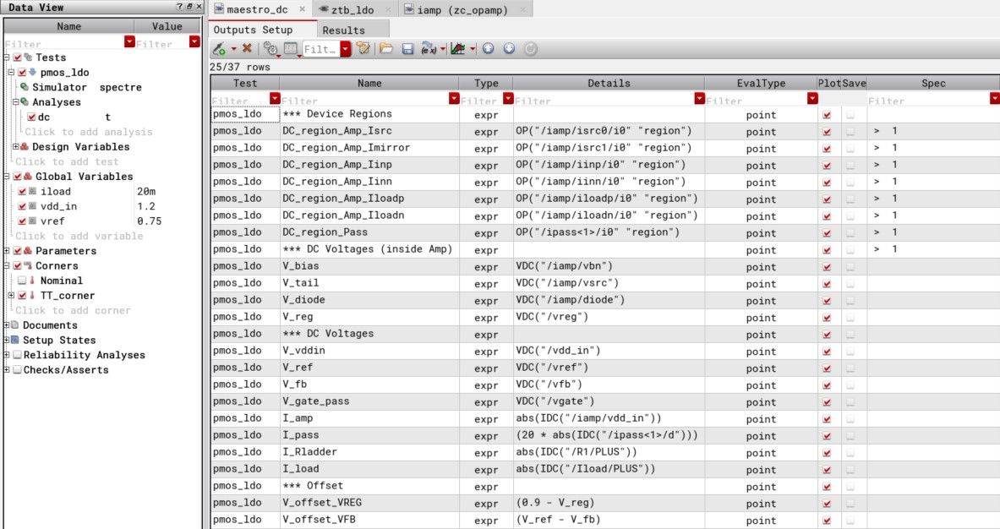 Data View
Name Value
Filter Filter
Tests
pmos_ldo
Simulator spectre
Analyses
dc t
Click to add analysis
Design Variables
Click to add test
Global Variables
iload 20m
vdd_in 1.2
vref 0.75
Click to add variable
Parameters
Corners
Nominal
TT_corner
Click to add corner
Documents
Setup States
Reliability Analyses
Checks/Asserts
maestro_dc ztb_ldo iamp (zc_opamp)
Outputs Setup Results
Filt...
25/37 rows
Test Name Type Details EvalType Plot Save Spec
Filter Filter Filter Filter Filter Filter
pmos_ldo *** Device Regions expr point
pmos_ldo DC_region_Amp_Isrc expr OP("/iamp/isrc0/i0" "region") point > 1
pmos_ldo DC_region_Amp_Imirror expr OP("/iamp/isrc1/i0" "region") point > 1
pmos_ldo DC_region_Amp_Iinp expr OP("/iamp/iinp/i0" "region") point > 1
pmos_ldo DC_region_Amp_Iinn expr OP("/iamp/iinn/i0" "region") point > 1
pmos_ldo DC_region_Amp_Iloadp expr OP("/iamp/iloadp/i0" "region") point > 1
pmos_ldo DC_region_Amp_Iloadn expr OP("/iamp/iloadn/i0" "region") point > 1
pmos_ldo DC_region_Pass expr OP("/ipass<1>/i0" "region") point > 1
pmos_ldo *** DC Voltages (inside Amp) expr point > 1
pmos_ldo V_bias expr VDC("/iamp/vbn") point
pmos_ldo V_tail expr VDC("/iamp/vsrc") point
pmos_ldo V_diode expr VDC("/iamp/diode") point
pmos_ldo V_reg expr VDC("/vreg") point
pmos_ldo *** DC Voltages expr point
pmos_ldo V_vddin expr VDC("/vdd_in") point
pmos_ldo V_ref expr VDC("/vref") point
pmos_ldo V_fb expr VDC("/vfb") point
pmos_ldo V_gate_pass expr VDC("/vgate") point
pmos_ldo I_amp expr abs(IDC("/iamp/vdd_in")) point
pmos_ldo I_pass expr (20 * abs(IDC("/ipass<1>/d"))) point
pmos_ldo I_Rladder expr abs(IDC("/R1/PLUS")) point
pmos_ldo I_load expr abs(IDC("/Iload/PLUS")) point
pmos_ldo *** Offset expr point
pmos_ldo V_offset_VREG expr (0.9 - V_reg) point
pmos_ldo V_offset_VFB expr (V_ref - V_fb) point